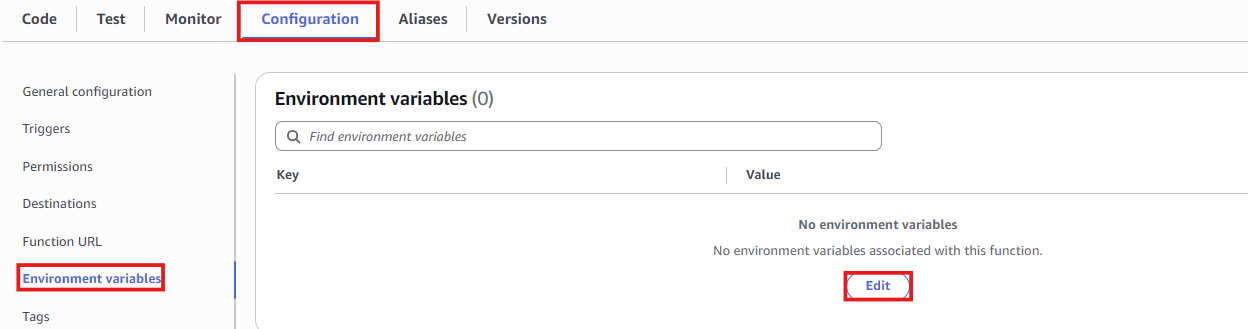 Code Test Monitor Configuration Aliases Versions
General configuration
Triggers
Permissions
Destinations
Function URL
Environment variables
Tags
Environment variables (0)
Find environment variables
Key Value
No environment variables
No environment variables associated with this function.
Edit